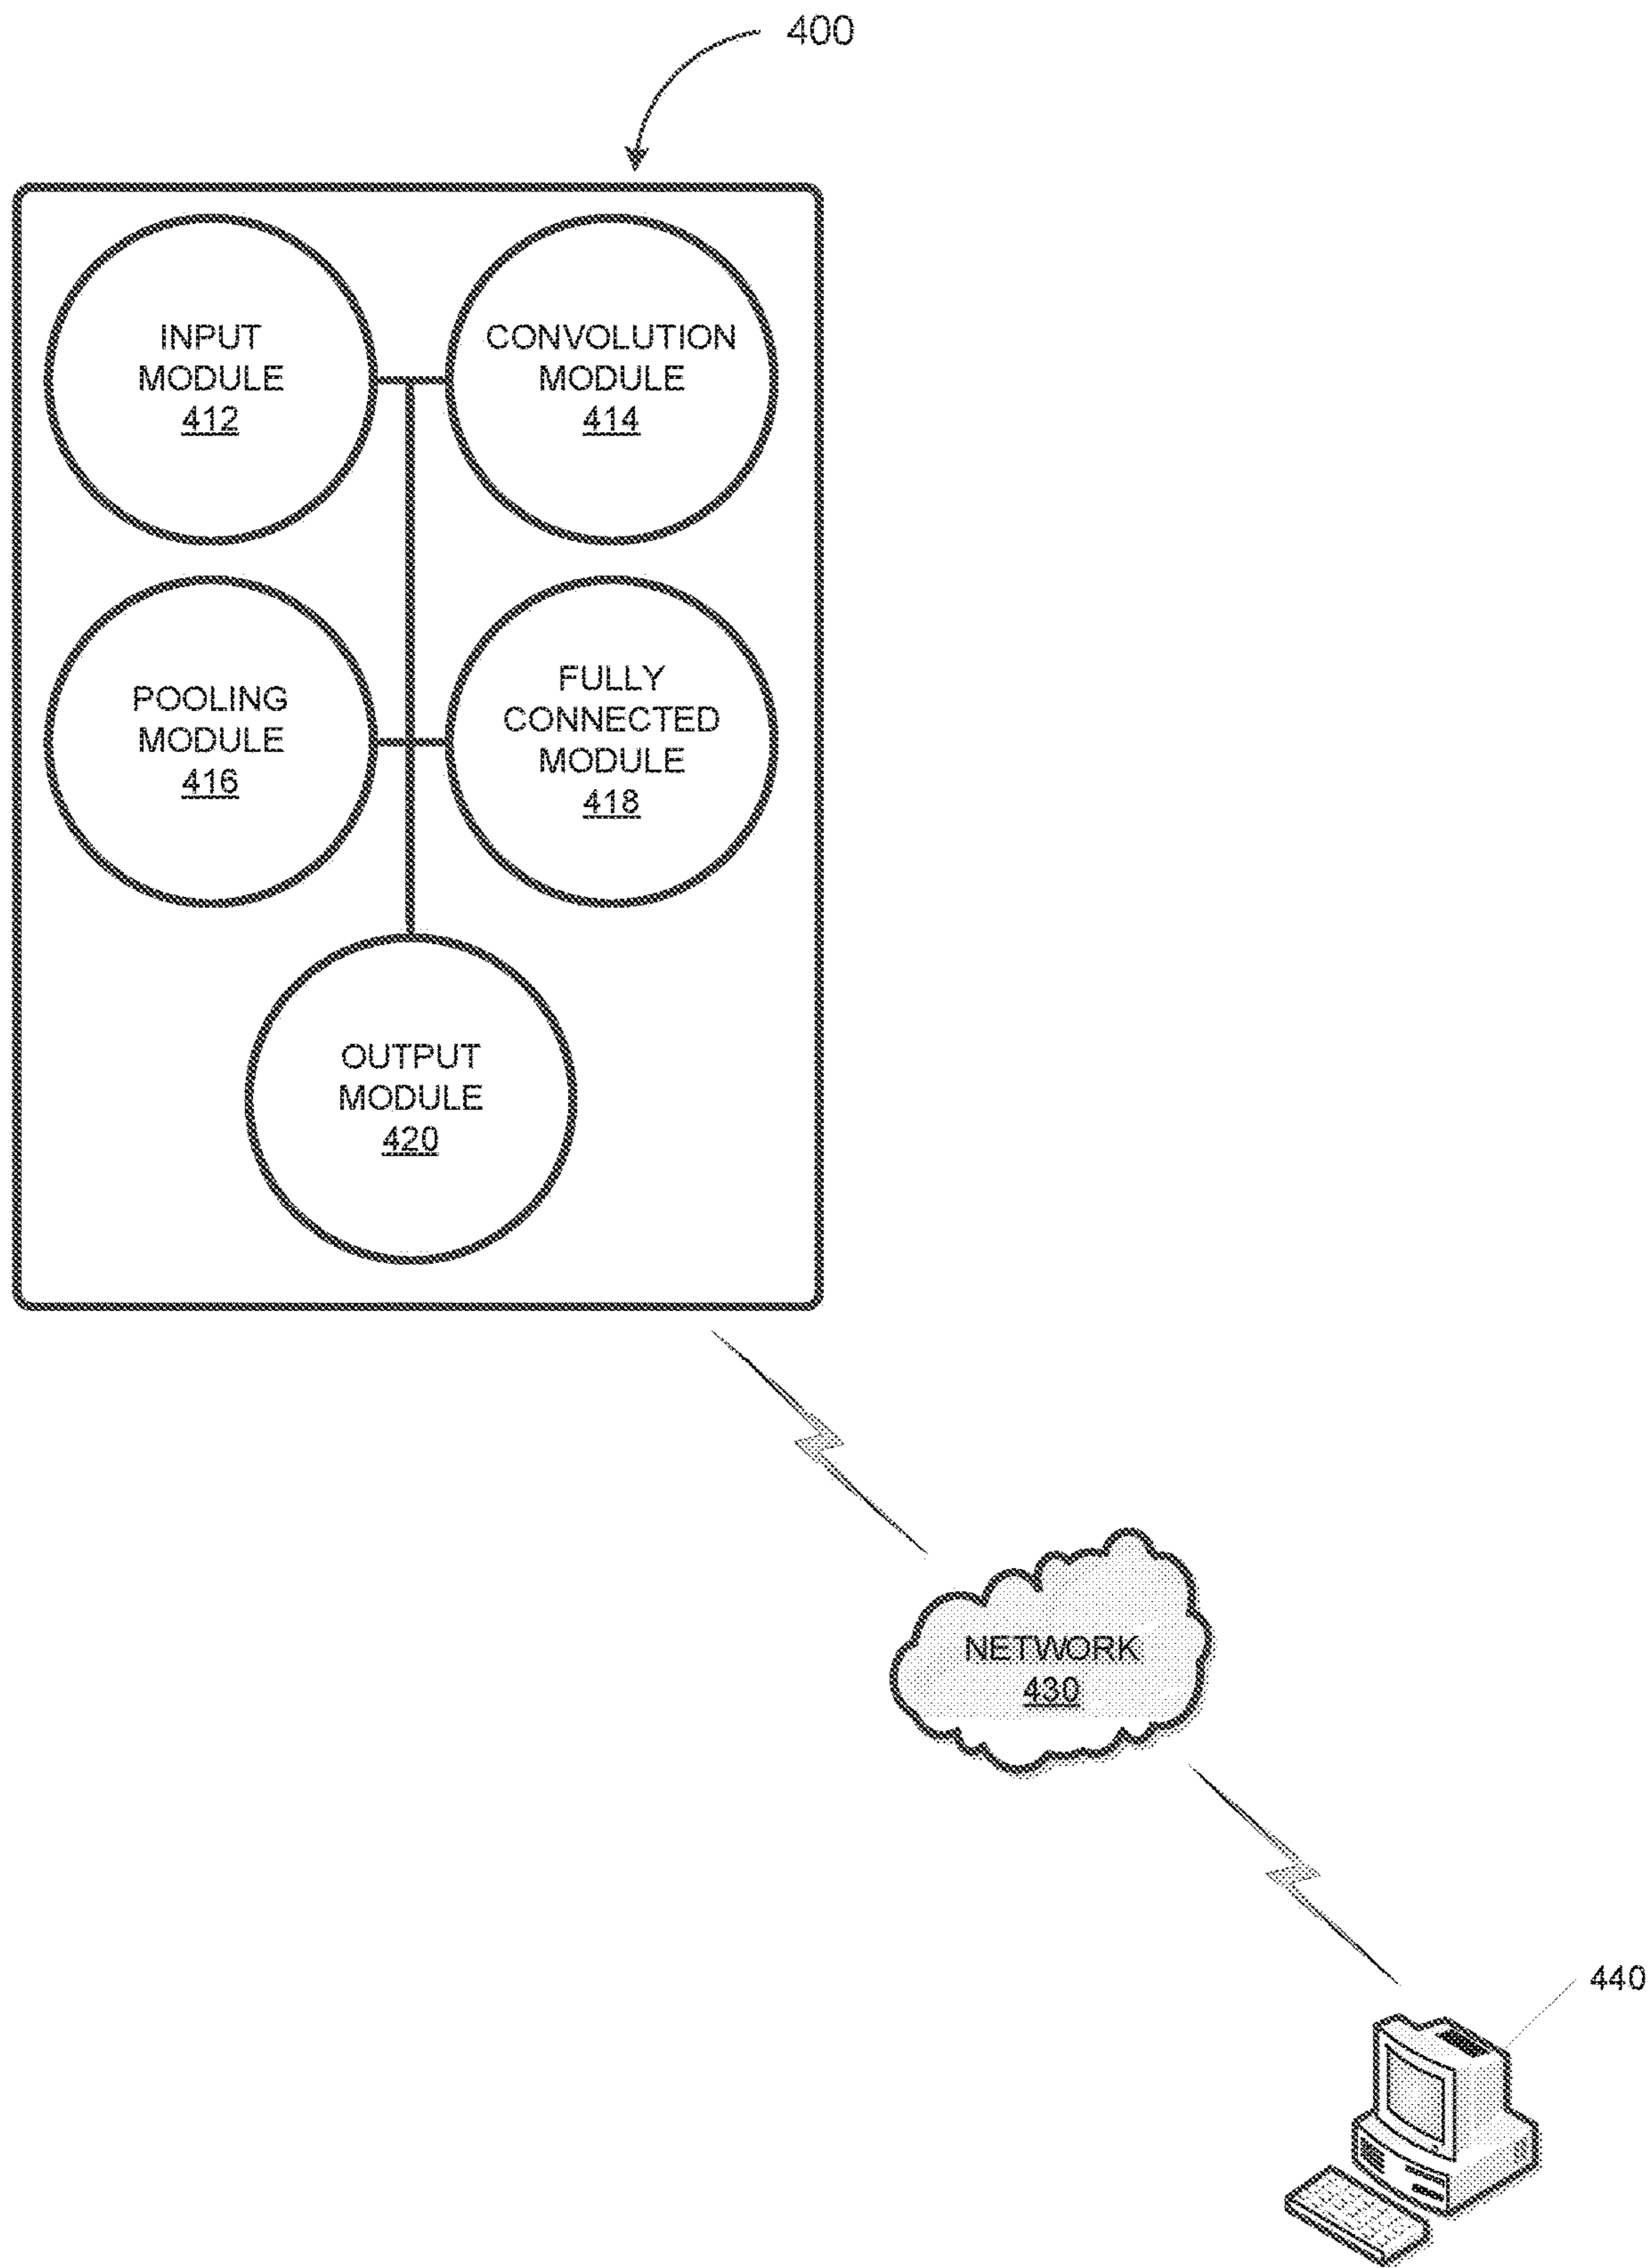 400
INPUT
MODULE
412
CONVOLUTION
MODULE
414
POOLING
MODULE
416
FULLY
CONNECTED
MODULE
418
OUTPUT
MODULE
420
NETWORK
430
440